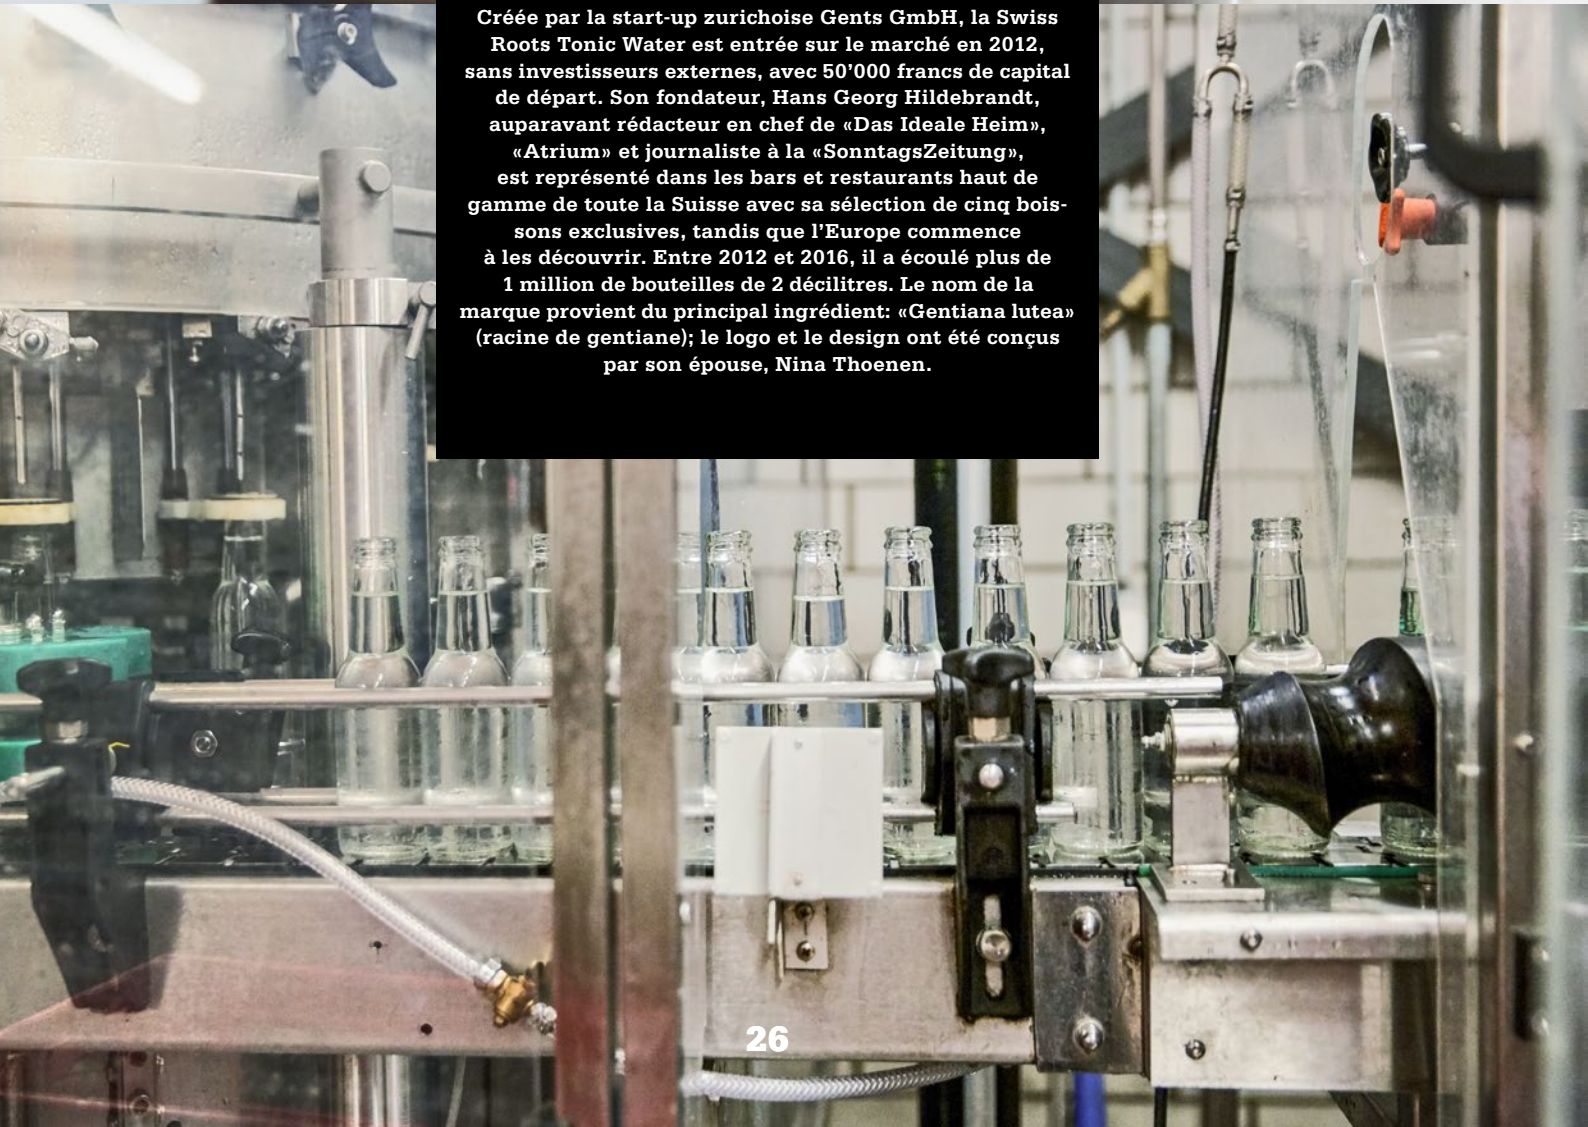 Créée par la start-up zurichoise Gents GmbH, la Swiss
Roots Tonic Water est entrée sur le marché en 2012,
sans investisseurs externes, avec 50’000 francs de capital
de départ. Son fondateur, Hans Georg Hildebrandt,
auparavant rédacteur en chef de «Das Ideale Heim»,
«Atrium» et journaliste à la «SonntagsZeitung»,
est représenté dans les bars et restaurants haut de
gamme de toute la Suisse avec sa sélection de cinq bois-
sons exclusives, tandis que l’Europe commence
à les découvrir. Entre 2012 et 2016, il a écoulé plus de
1 million de bouteilles de 2 décilitres. Le nom de la
marque provient du principal ingrédient: «Gentiana lutea»
(racine de gentiane); le logo et le design ont été conçus
par son épouse, Nina Thoenen.
26